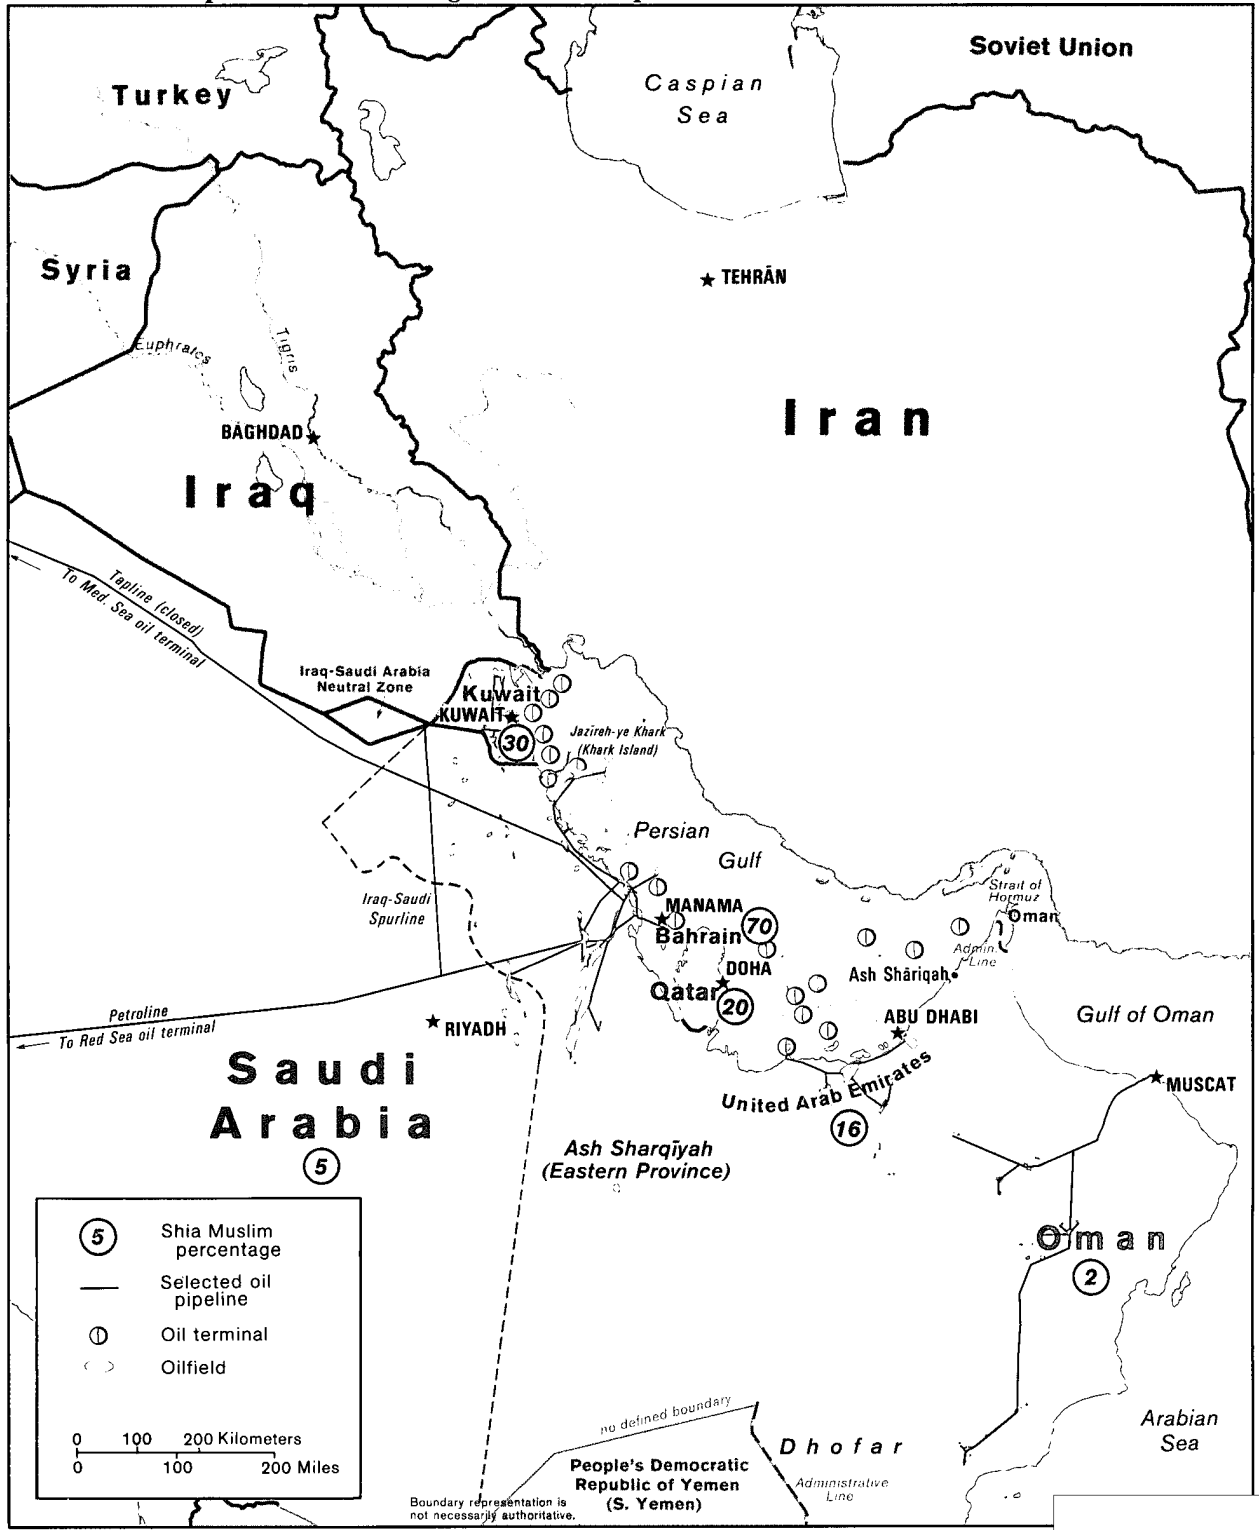 Soviet Union
Caspian
Sea
Turkey
Syria
TEHRĀN
Euphrates
Tigris
Iran
BAGHDAD
Iraq
Tapline (closed)
To Med. Sea oil terminal
Iraq-Saudi Arabia
Neutral Zone
Kuwait
KUWAIT
30
Jazīreh-ye Khark
(Khark Island)
Persian
Gulf
Strait of
Hormuz
Oman
Iraq-Saudi
Spurline
MANAMA
Bahrain
70
Admin.
Line
DOHA
Ash Shāriqah
Qatar
20
Petroline
To Red Sea oil terminal
RIYADH
ABU DHABI
Gulf of Oman
Saudi
Arabia
5
MUSCAT
United Arab Emirates
16
Ash Sharqīyah
(Eastern Province)
Oman
2
5
Shia Muslim
percentage
Selected oil
pipeline
Oil terminal
Oilfield
0 100 200 Kilometers
0 100 200 Miles
no defined boundary
Dhofar
Arabian
Sea
People's Democratic
Republic of Yemen
(S. Yemen)
Administrative
Line
Boundary representation is
not necessarily authoritative.